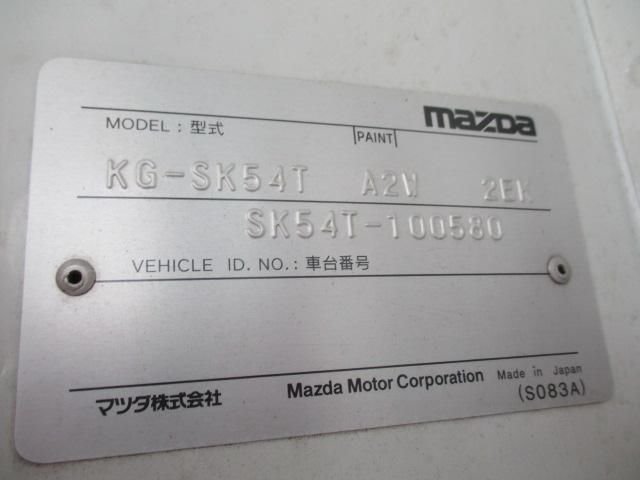 mazda
MODEL : 型式 PAINT
KG-SK54T A2W 2EK
SK54T-100580
VEHICLE ID. NO. : 車台番号
マツダ株式会社 Mazda Motor Corporation Made in Japan
(S083A)